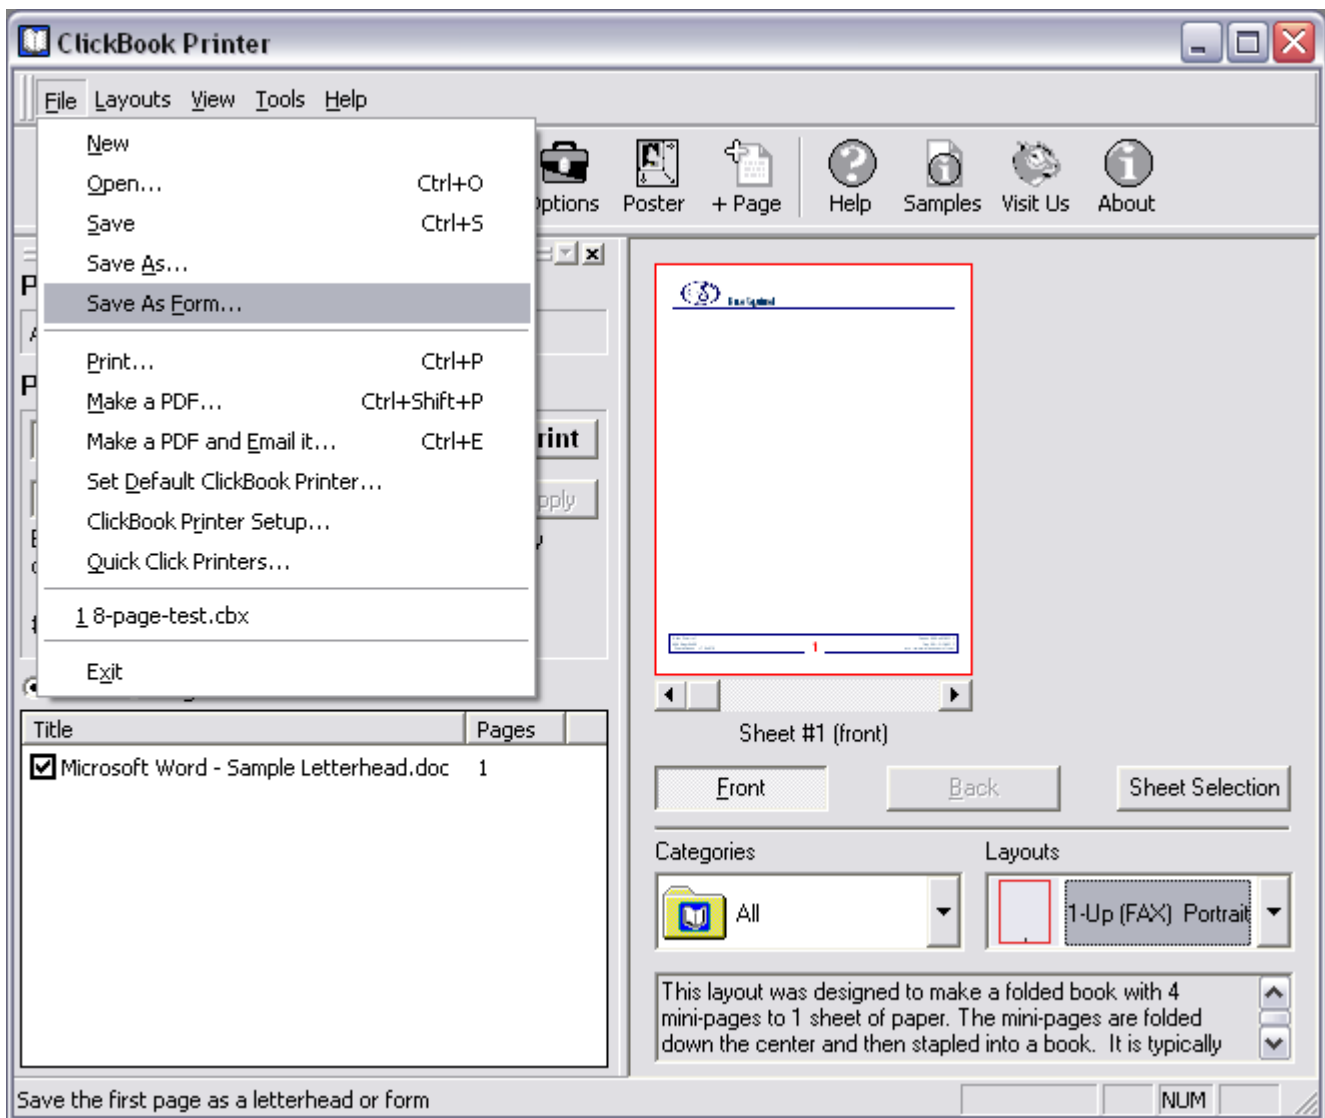 ClickBook Printer
File Layouts View Tools Help
New
Open... Ctrl+O
Save Ctrl+S
Save As...
Save As Form...
Print... Ctrl+P
Make a PDF... Ctrl+Shift+P
Make a PDF and Email it... Ctrl+E
Set Default ClickBook Printer...
ClickBook Printer Setup...
Quick Click Printers...
1 8-page-test.cbx
Exit
ptions Poster + Page Help Samples Visit Us About
P
A
P
rint
pply
Title Pages
Microsoft Word - Sample Letterhead.doc 1
1
Sheet #1 (front)
Front Back Sheet Selection
Categories Layouts
All 1-Up (FAX) Portrait
This layout was designed to make a folded book with 4
mini-pages to 1 sheet of paper. The mini-pages are folded
down the center and then stapled into a book. It is typically
Save the first page as a letterhead or form NUM